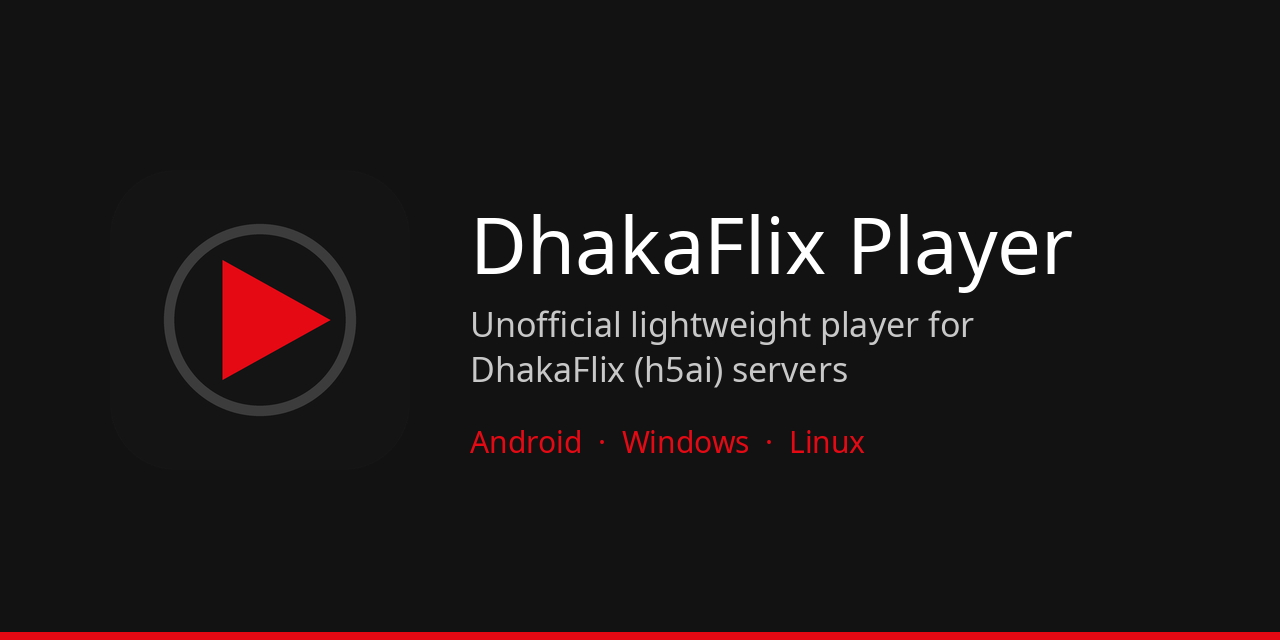 DhakaFlix Player
Unofficial lightweight player for
DhakaFlix (h5ai) servers
Android · Windows · Linux